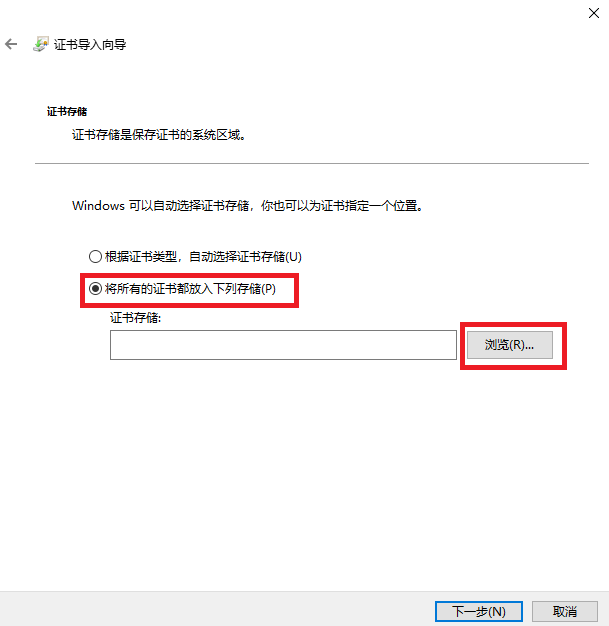 证书导入向导
证书存储
证书存储是保存证书的系统区域。
Windows 可以自动选择证书存储，你也可以为证书指定一个位置。
根据证书类型，自动选择证书存储(U)
将所有的证书都放入下列存储(P)
证书存储:
浏览(R)...
下一步(N)
取消